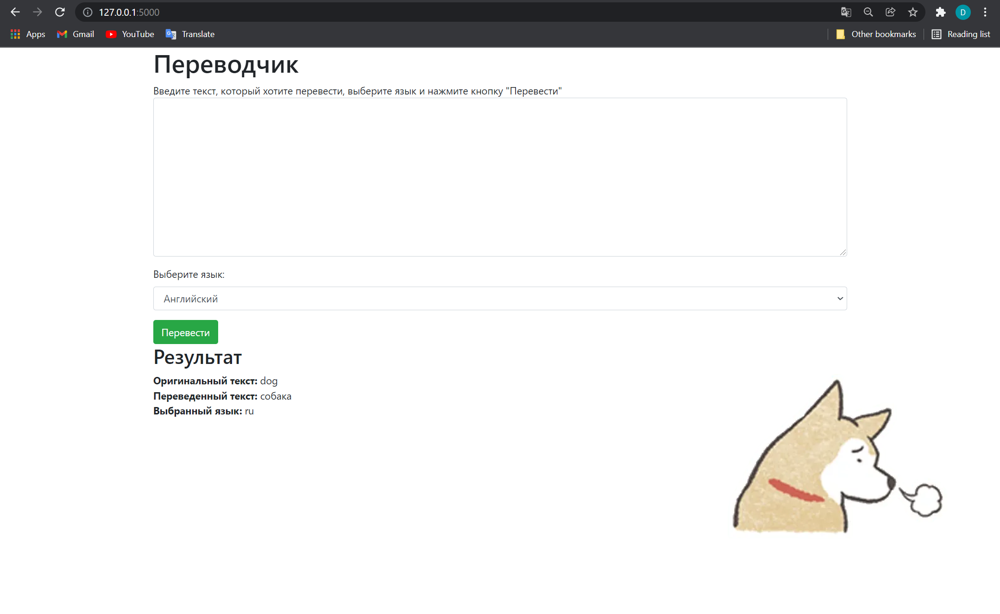 127.0.0.1:5000
D
Apps Gmail YouTube Translate Other bookmarks Reading list
Переводчик
Введите текст, который хотите перевести, выберите язык и нажмите кнопку "Перевести"
Выберите язык:
Английский
Перевести
Результат
Оригинальный текст: dog
Переведенный текст: собака
Выбранный язык: ru